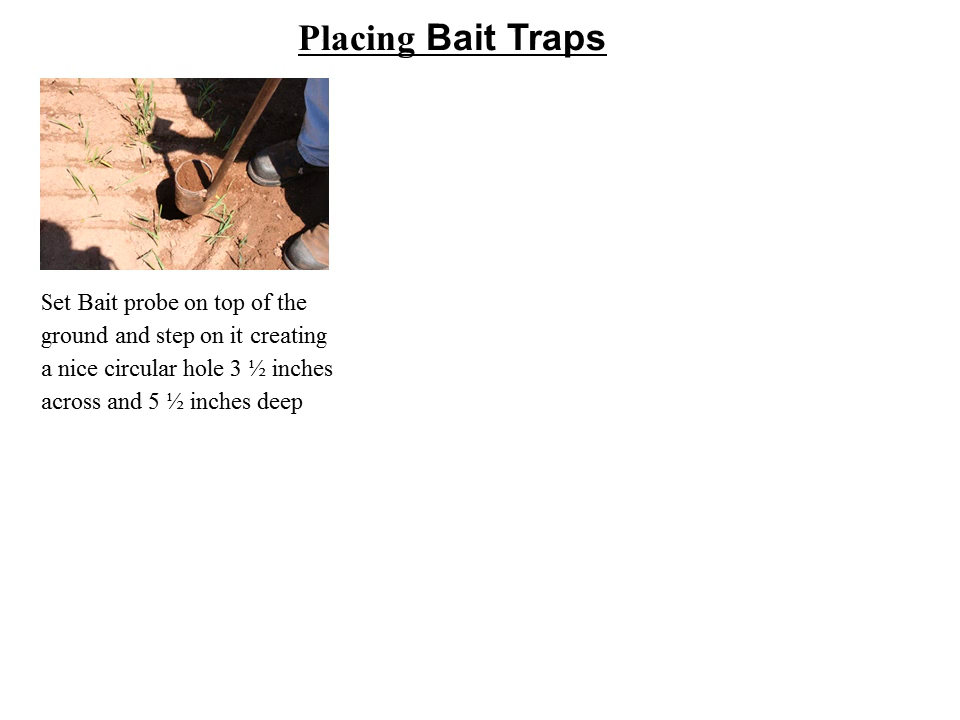 Placing Bait Traps
Set Bait probe on top of the
ground and step on it creating
a nice circular hole 3 ½ inches
across and 5 ½ inches deep